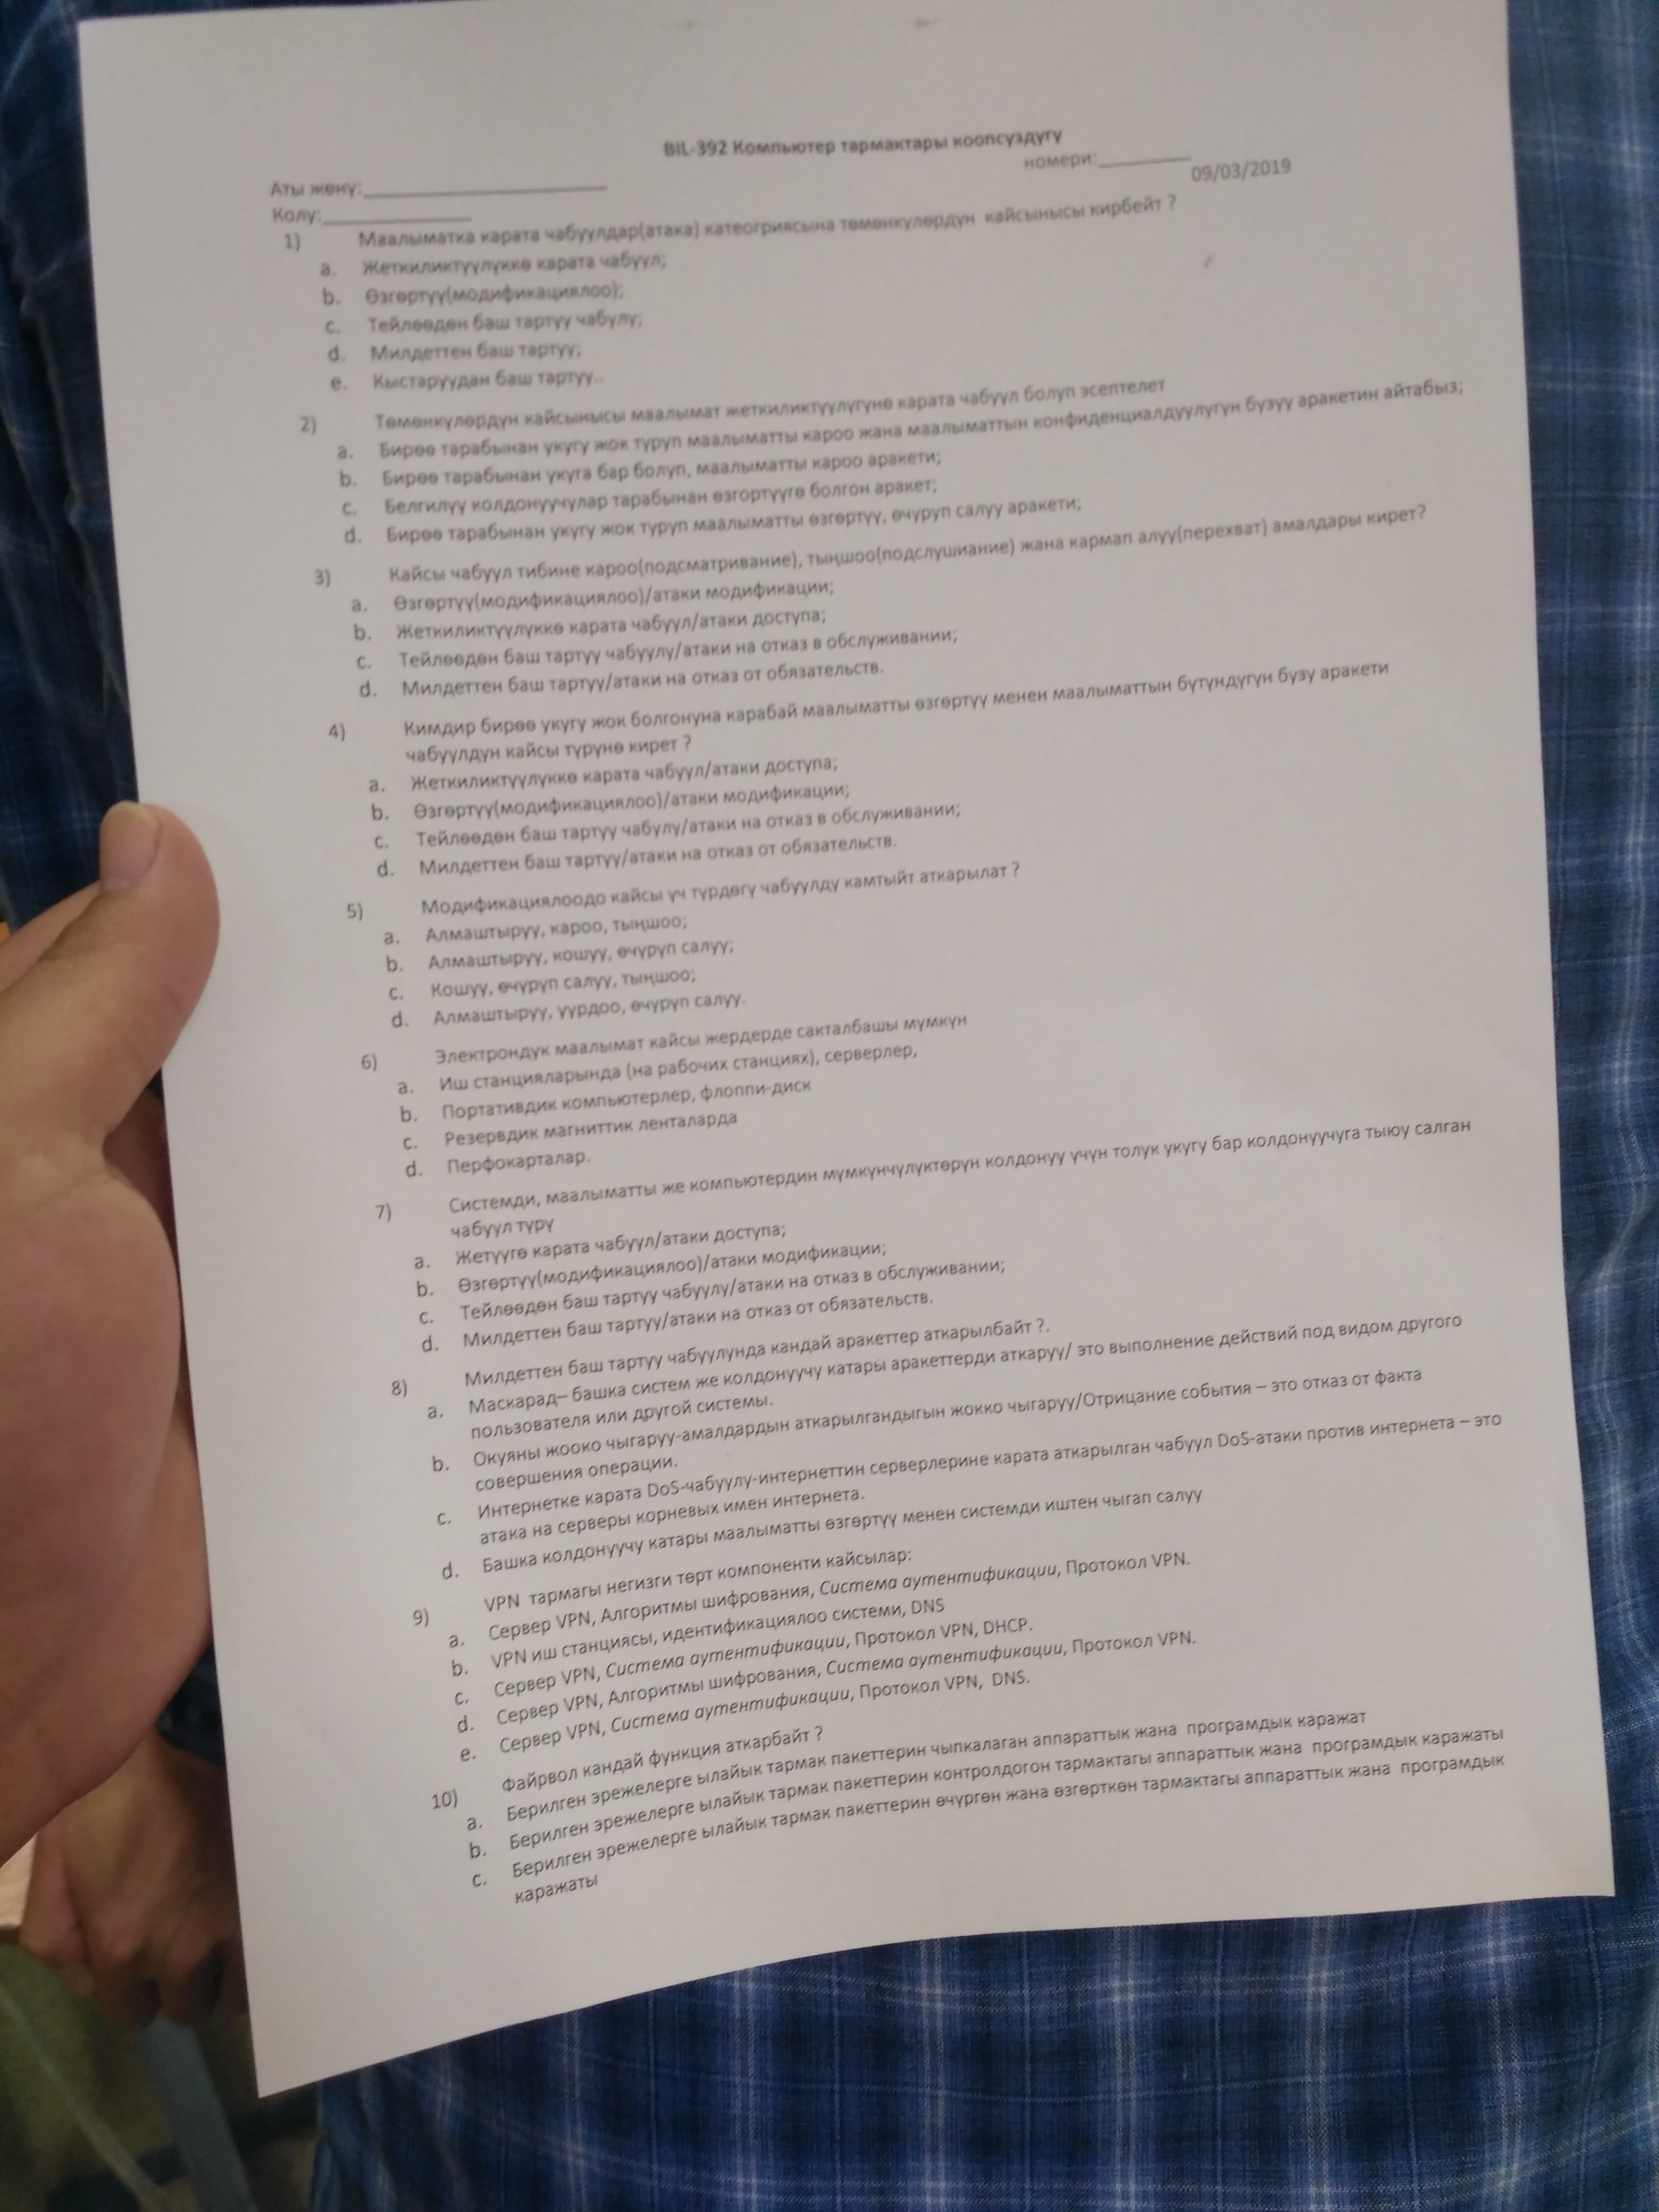 BIL-392 Компьютер тармактары коопсуздугу
Аты жөнү:____________ номери:________
Колу:____________ 09/03/2019
1) Маалыматка карата чабуулдар(атака) катеогриясына төмөнкүлөрдүн кайсынысы кирбейт ?
a. Жеткиликтүүлүккө карата чабуул;
b. Өзгөртүү(модификациялоо);
c. Тейлөөдөн баш тартуу чабулу;
d. Милдеттен баш тартуу;
e. Кыстаруудан баш тартуу..
2) Төмөнкүлөрдүн кайсынысы маалымат жеткиликтүүлүгүнө карата чабуул болуп эсептелет
a. Бирөө тарабынан укугу жок туруп маалыматты кароо жана маалыматтын конфиденциалдуулугун бузуу аракетин айтабыз;
b. Бирөө тарабынан укуга бар болуп, маалыматты кароо аракети;
c. Белгилүү колдонуучулар тарабынан өзгортүүгө болгон аракет;
d. Бирөө тарабынан укугу жок туруп маалыматты өзгөртүү, өчүрүп салуу аракети;
3) Кайсы чабуул тибине кароо(подсматривание), тыңшоо(подслушиание) жана кармап алуу(перехват) амалдары кирет?
a. Өзгөртүү(модификациялоо)/атаки модификации;
b. Жеткиликтүүлүккө карата чабуул/атаки доступа;
c. Тейлөөдөн баш тартуу чабуулу/атаки на отказ в обслуживании;
d. Милдеттен баш тартуу/атаки на отказ от обязательств.
4) Кимдир бирөө укугу жок болгонуна карабай маалыматты өзгөртүү менен маалыматтын бүтүндүгүн бузу аракети
чабуулдун кайсы түрүнө кирет ?
a. Жеткиликтүүлүккө карата чабуул/атаки доступа;
b. Өзгөртүү(модификациялоо)/атаки модификации;
c. Тейлөөдөн баш тартуу чабулу/атаки на отказ в обслуживании;
d. Милдеттен баш тартуу/атаки на отказ от обязательств.
5) Модификациялоодо кайсы үч түрдөгү чабуулду камтыйт аткарылат ?
a. Алмаштыруу, кароо, тыңшоо;
b. Алмаштыруу, кошуу, өчүрүп салуу;
c. Кошуу, өчүрүп салуу, тыңшоо;
d. Алмаштыруу, уурдоо, өчүрүп салуу.
6) Электрондук маалымат кайсы жердерде сакталбашы мүмкүн
a. Иш станцияларында (на рабочих станциях), серверлер,
b. Портативдик компьютерлер, флоппи-диск
c. Резервдик магниттик ленталарда
d. Перфокарталар.
7) Системди, маалыматты же компьютердин мүмкүнчүлүктөрүн колдонуу үчүн толук укугу бар колдонуучуга тыюу салган
чабуул түрү
a. Жетүүгө карата чабуул/атаки доступа;
b. Өзгөртүү(модификациялоо)/атаки модификации;
c. Тейлөөдөн баш тартуу чабуулу/атаки на отказ в обслуживании;
d. Милдеттен баш тартуу/атаки на отказ от обязательств.
8) Милдеттен баш тартуу чабуулунда кандай аракеттер аткарылбайт ?.
a. Маскарад– башка систем же колдонуучу катары аракеттерди аткаруу/ это выполнение действий под видом другого
пользователя или другой системы.
b. Окуяны жооко чыгаруу-амалдардын аткарылгандыгын жокко чыгаруу/Отрицание события – это отказ от факта
совершения операции.
c. Интернетке карата DoS-чабуулу-интернеттин серверлерине карата аткарылган чабуул DoS-атаки против интернета – это
атака на серверы корневых имен интернета.
d. Башка колдонуучу катары маалыматты өзгөртүү менен системди иштен чыгап салуу
9) VPN тармагы негизги төрт компоненти кайсылар:
a. Сервер VPN, Алгоритмы шифрования, Система аутентификации, Протокол VPN.
b. VPN иш станциясы, идентификациялоо системи, DNS
c. Сервер VPN, Система аутентификации, Протокол VPN, DHCP.
d. Сервер VPN, Алгоритмы шифрования, Система аутентификации, Протокол VPN.
e. Сервер VPN, Система аутентификации, Протокол VPN, DNS.
10) Файрвол кандай функция аткарбайт ?
a. Берилген эрежелерге ылайык тармак пакеттерин чыпкалаган аппараттык жана програмдык каражат
b. Берилген эрежелерге ылайык тармак пакеттерин контролдогон тармактагы аппараттык жана програмдык каражаты
c. Берилген эрежелерге ылайык тармак пакеттерин өчүргөн жана өзгөрткөн тармактагы аппараттык жана програмдык
каражаты